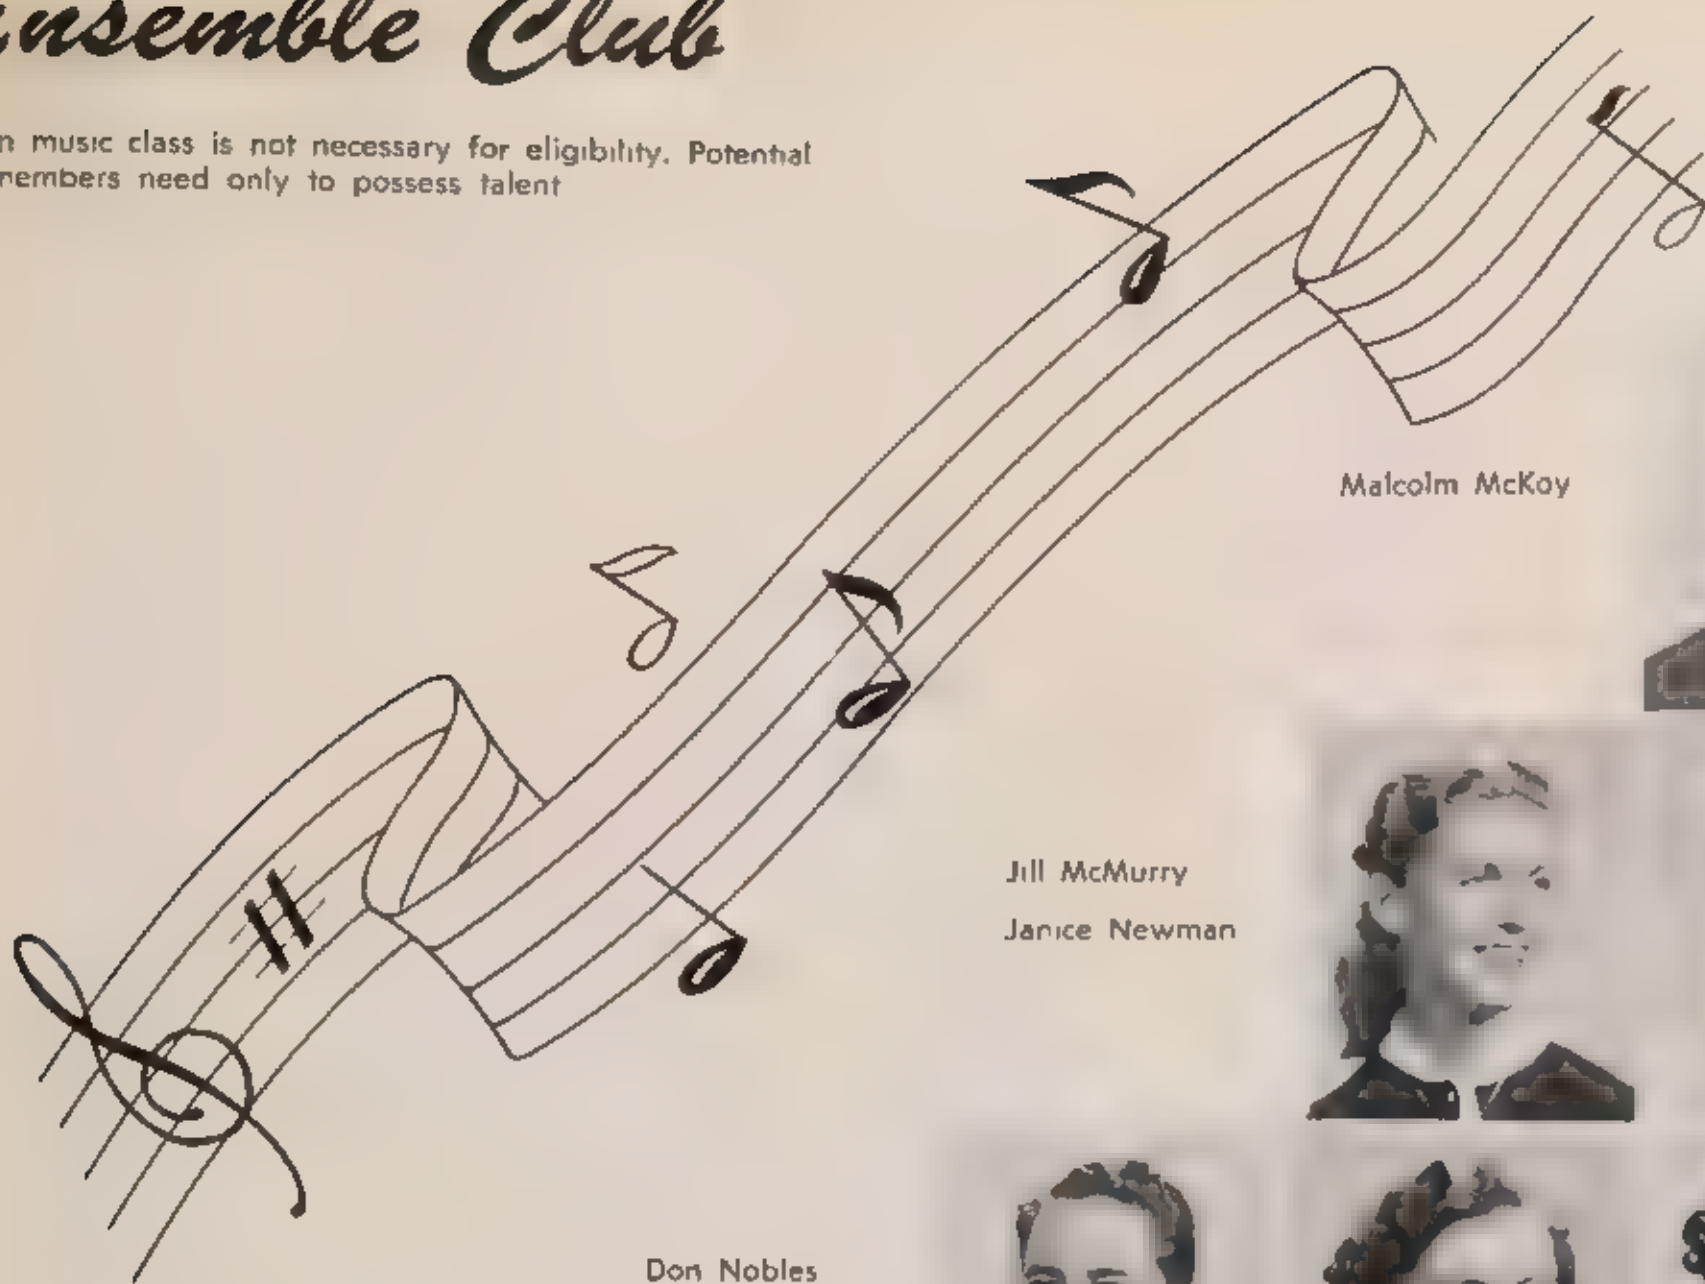 Ensemble Club
n music class is not necessary for eligibility. Potential
members need only to possess talent
Malcolm McKoy
Jill McMurry
Janice Newman
Don Nobles